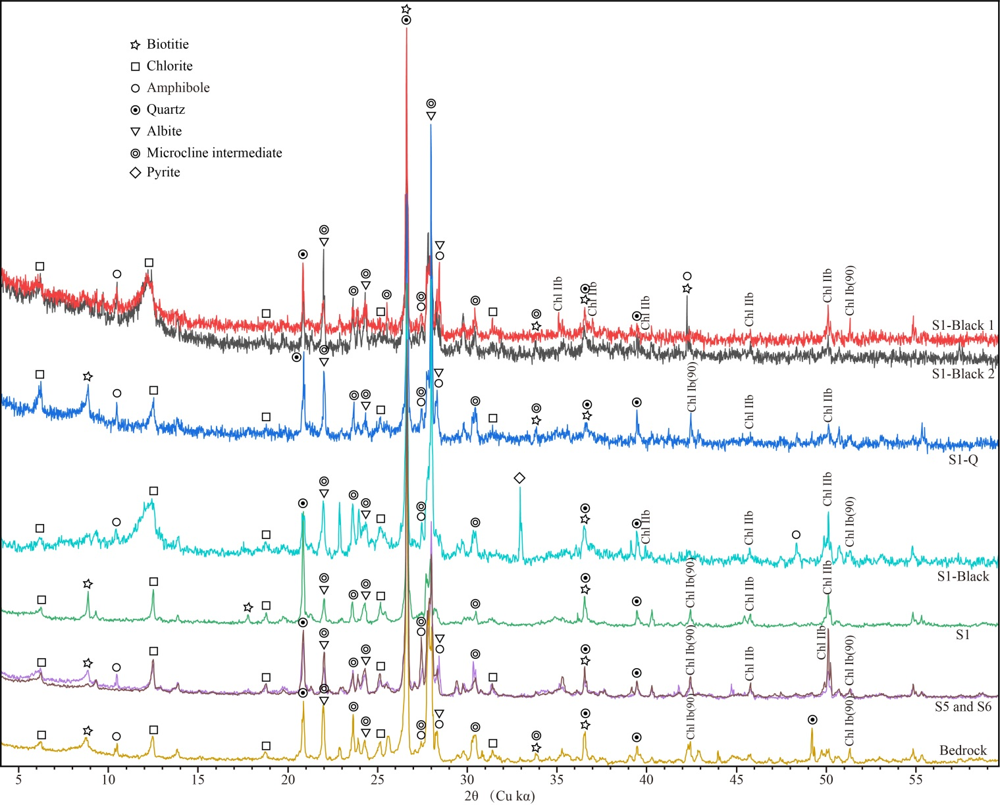 Biotitie
Chlorite
Amphibole
Quartz
Albite
Microcline intermediate
Pyrite
Chl IIb
Chl IIb
Chl IIb
Chl IIb
Chl IIb
Chl Ib(90)
S1-Black 1
S1-Black 2
Chl Ib(90)
Chl IIb
Chl IIb
S1-Q
Chl IIb
Chl IIb
Chl IIb
Chl Ib(90)
S1-Black
Chl Ib(90)
Chl IIb
Chl IIb
S1
Chl Ib(90)
Chl IIb
Chl IIb
Chl Ib(90)
S5 and S6
Chl Ib(90)
Chl Ib(90)
Bedrock
5 10 15 20 25 30 35 40 45 50 55
2θ (Cu kα)